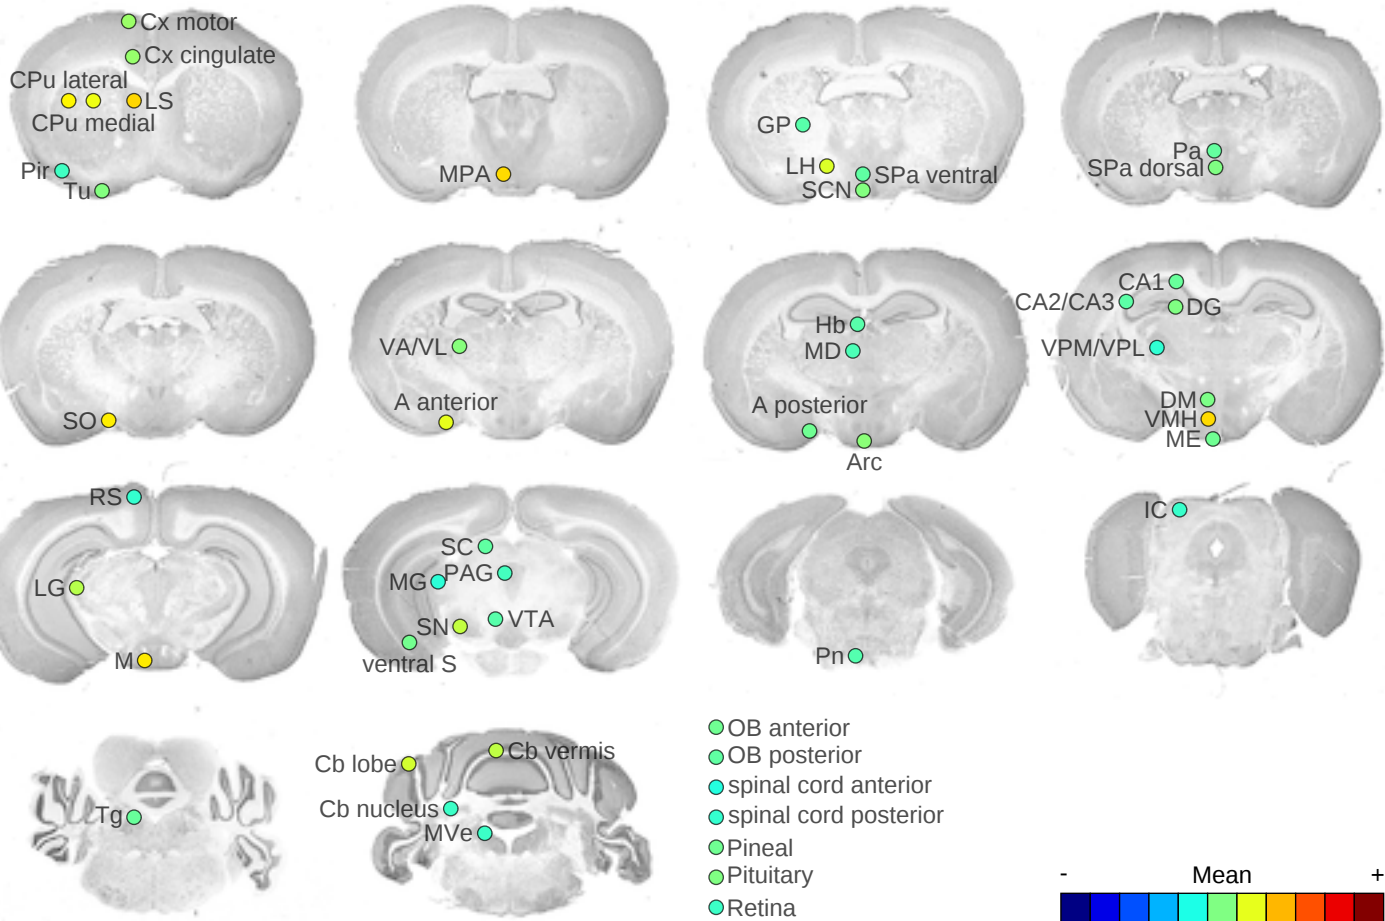 Cx motor
Cx cingulate
CPu lateral
LS
CPu medial
Pir
Tu
MPA
GP
LH
SPa ventral
SCN
Pa
SPa dorsal
SO
VA/VL
A anterior
Hb
MD
A posterior
Arc
CA1
CA2/CA3
DG
VPM/VPL
DM
VMH
ME
RS
LG
M
SC
MG
PAG
SN
VTA
ventral S
Pn
IC
Tg
Cb lobe
Cb vermis
Cb nucleus
MVe
OB anterior
OB posterior
spinal cord anterior
spinal cord posterior
Pineal
Pituitary
Retina
- Mean +